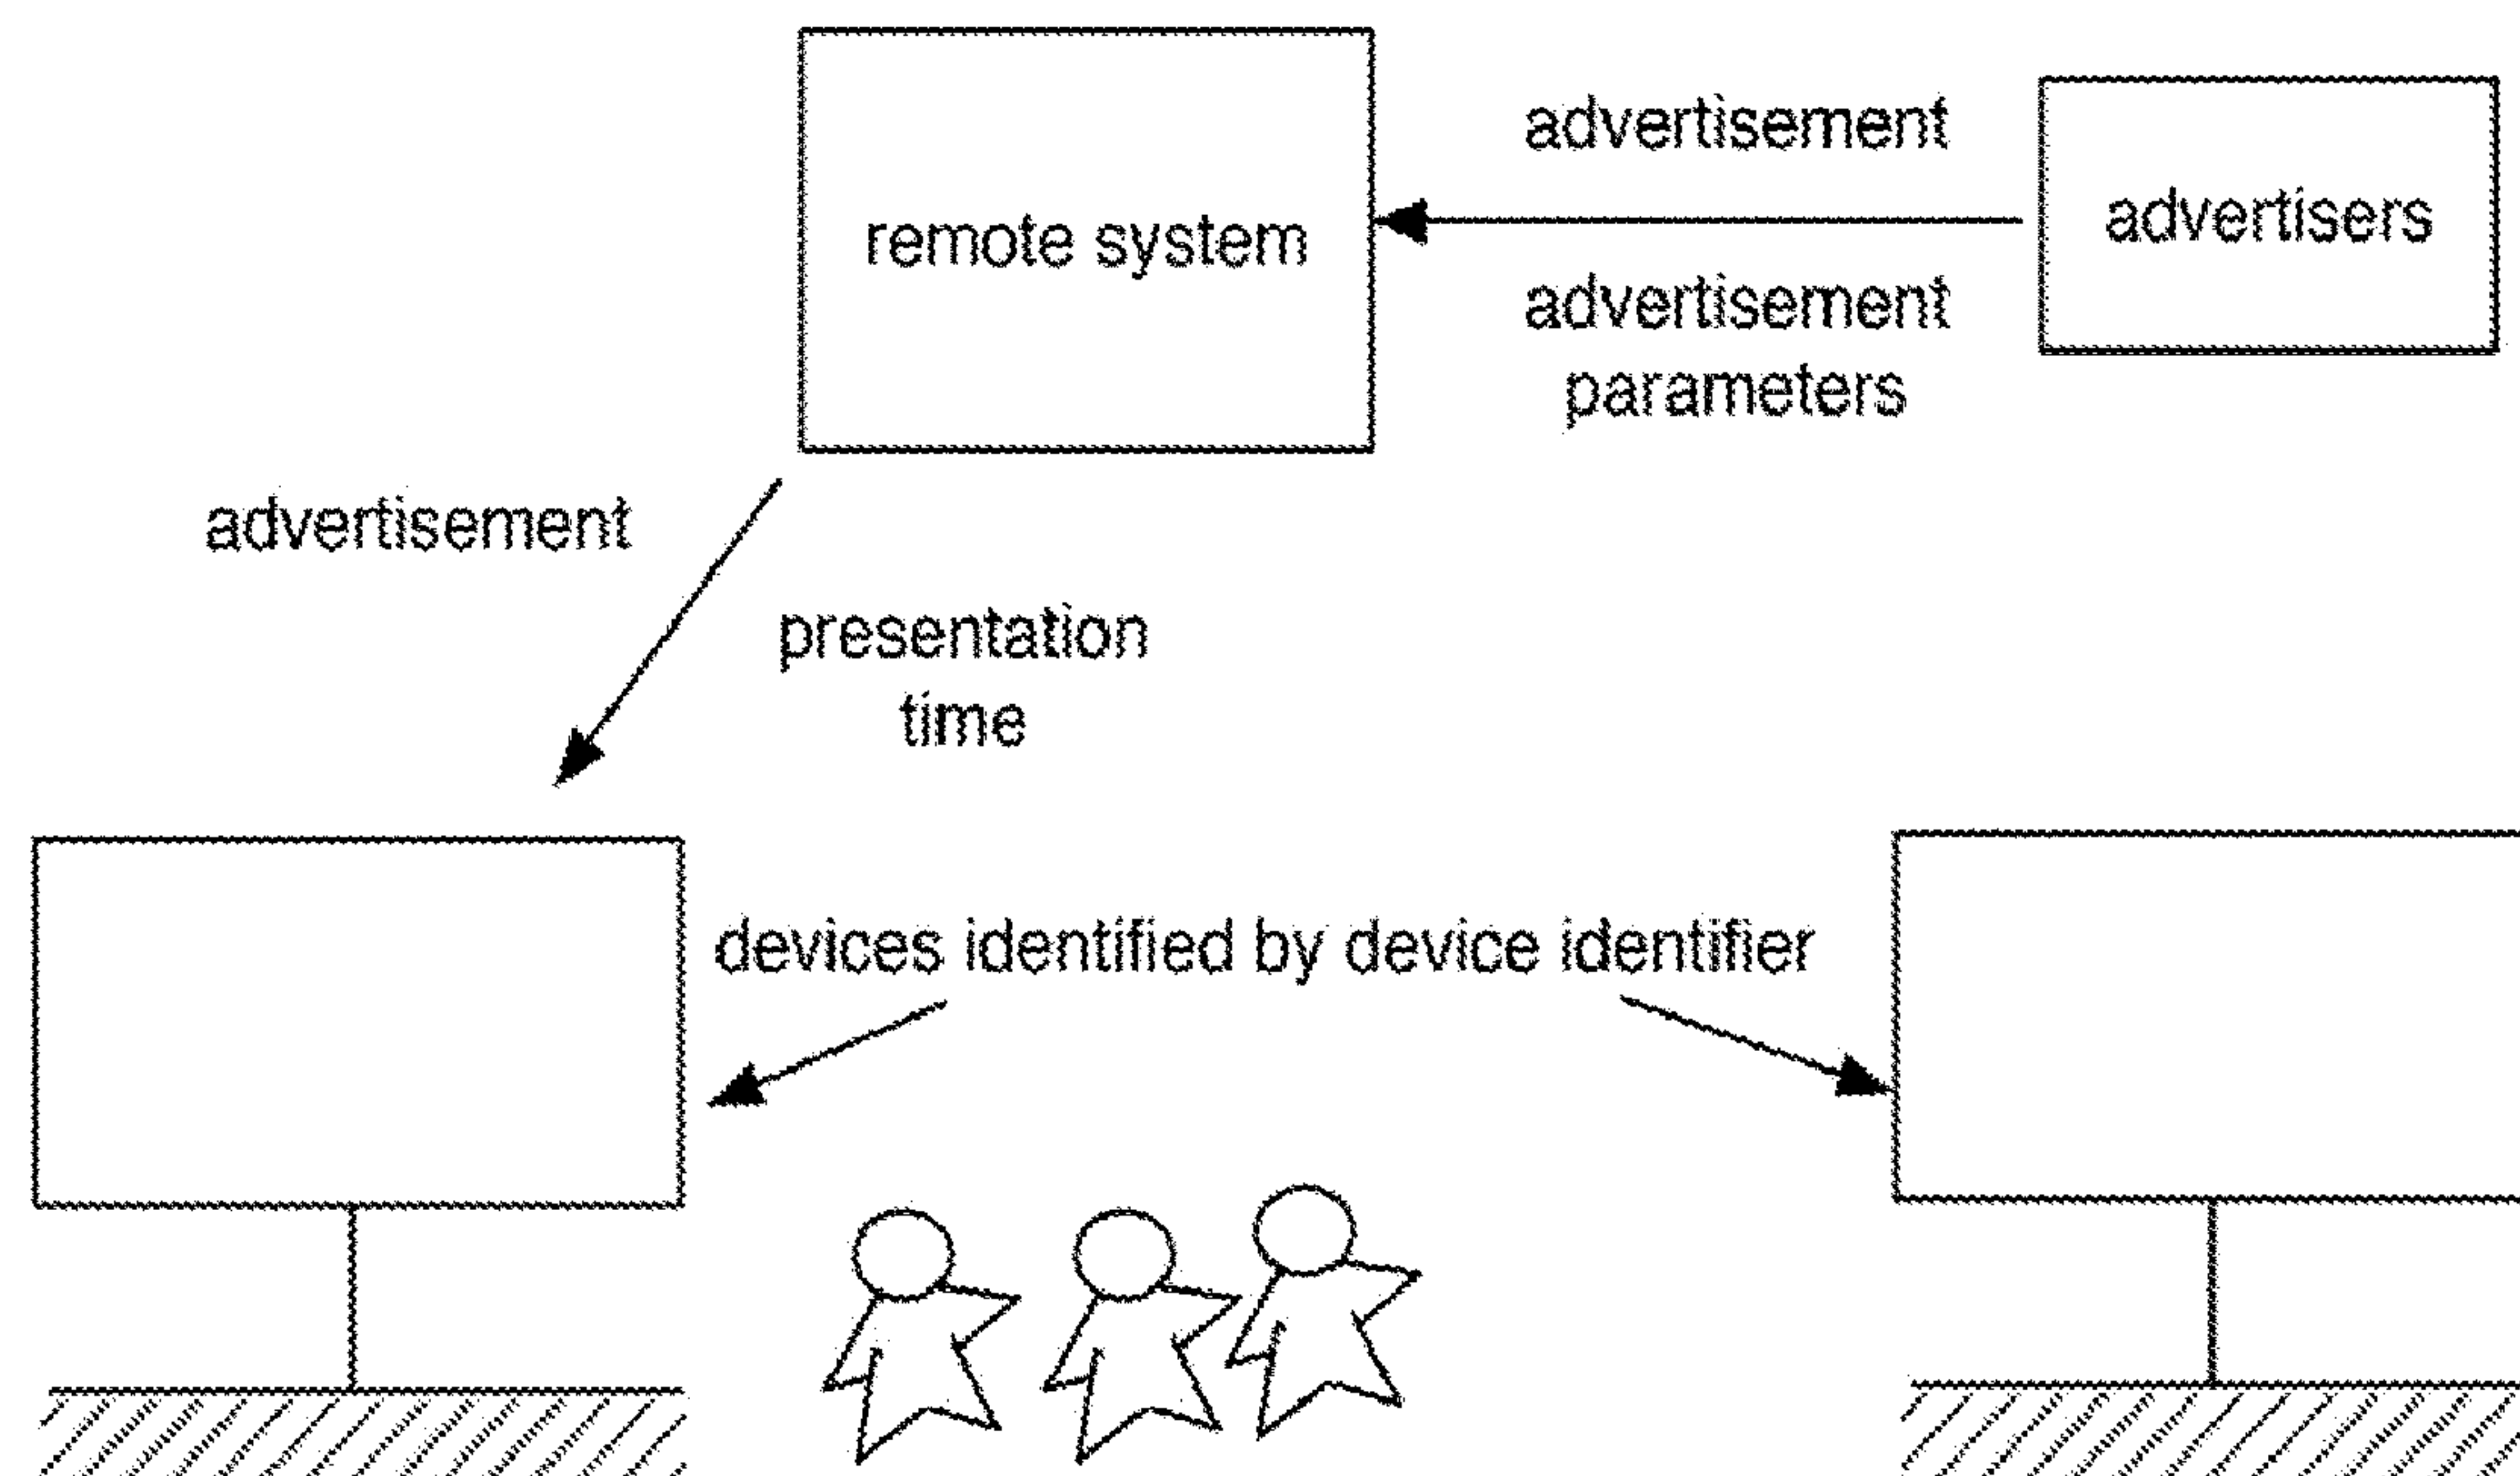 advertisement
remote system
advertisers
advertisement
parameters
advertisement
presentation
time
devices identified by device identifier